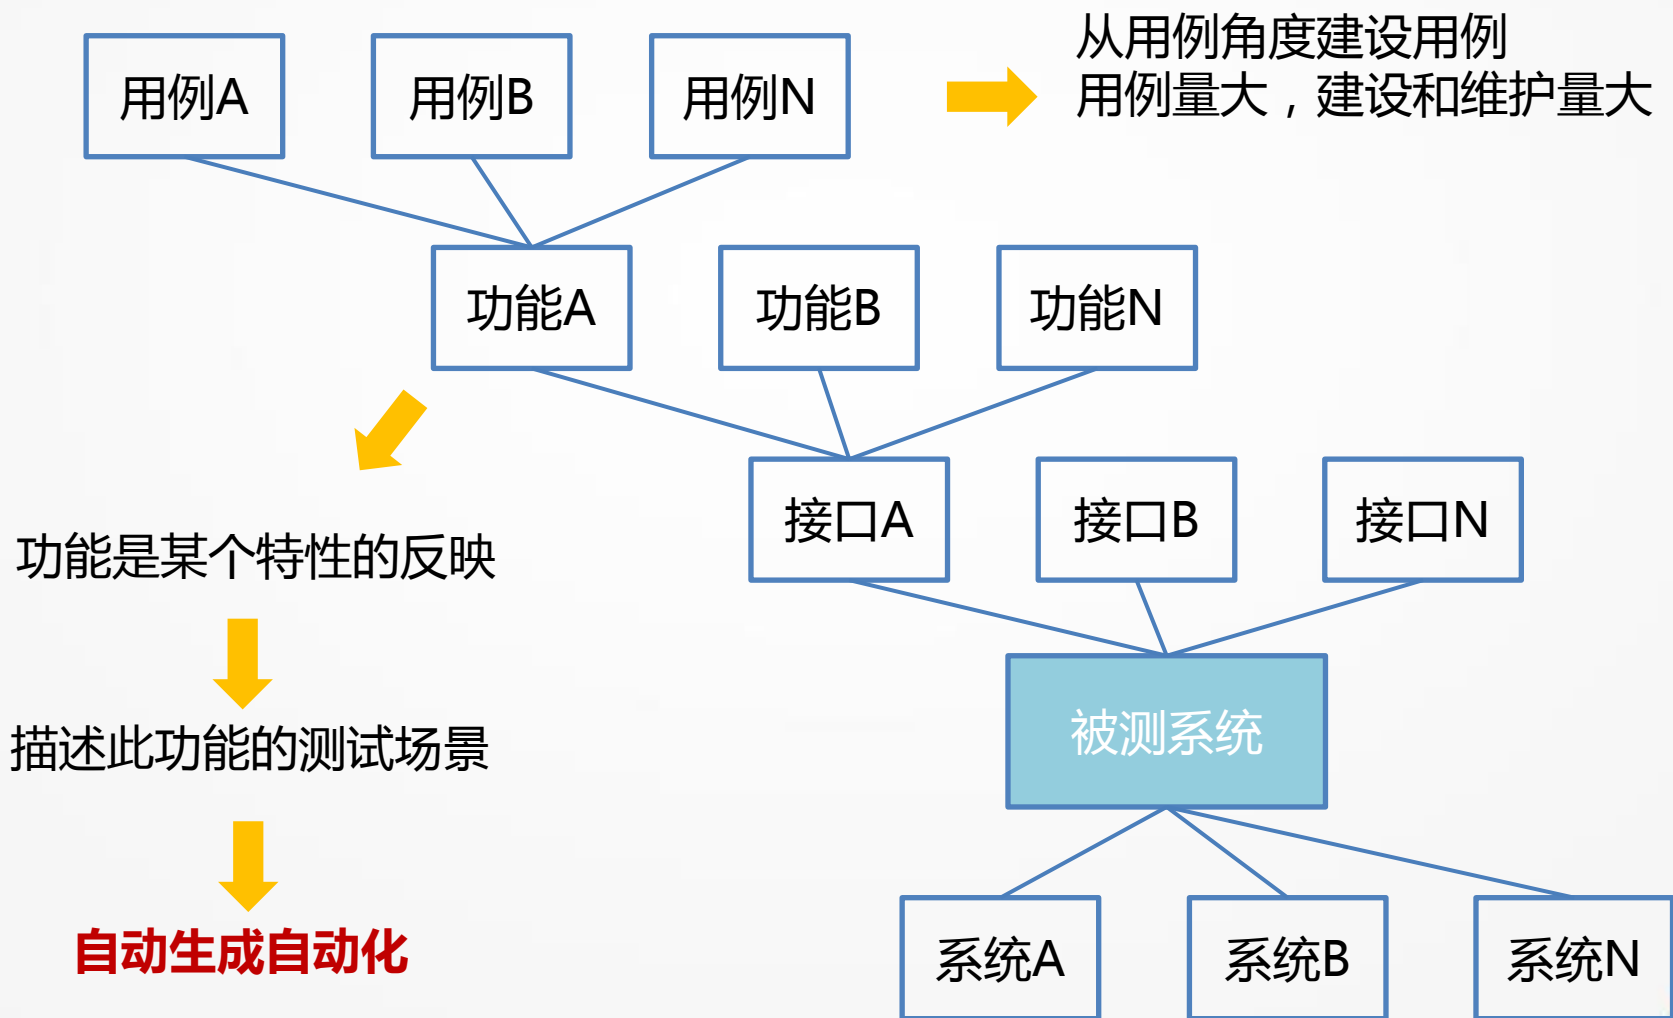 从用例角度建设用例
用例量大，建设和维护量大
用例A
用例B
用例N
功能A
功能B
功能N
接口A
接口B
接口N
功能是某个特性的反映
被测系统
描述此功能的测试场景
自动生成自动化
系统A
系统B
系统N